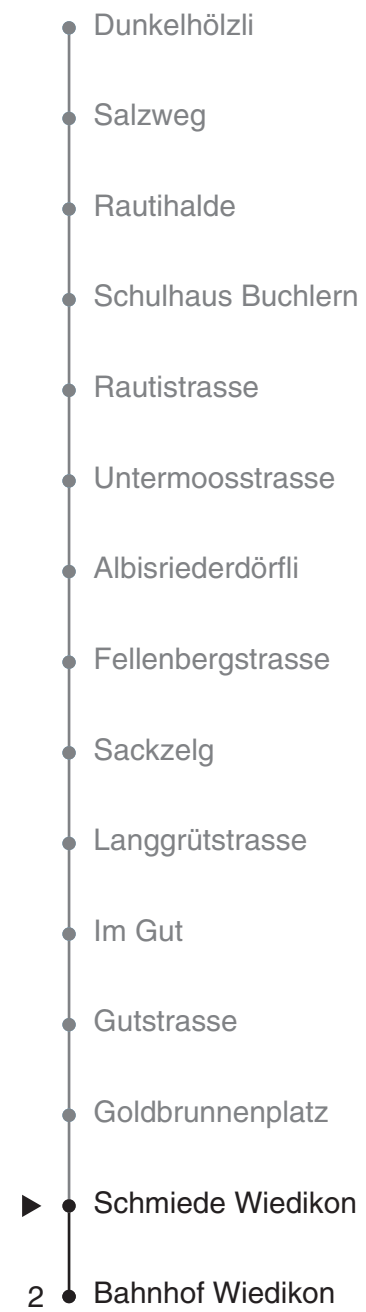 Dunkelhölzli
Salzweg
Rautihalde
Schulhaus Buchlern
Rautistrasse
Untermoosstrasse
Albisriederdörfli
Fellenbergstrasse
Sackzelg
Langgrütstrasse
Im Gut
Gutstrasse
Goldbrunnenplatz
Schmiede Wiedikon
2 Bahnhof Wiedikon